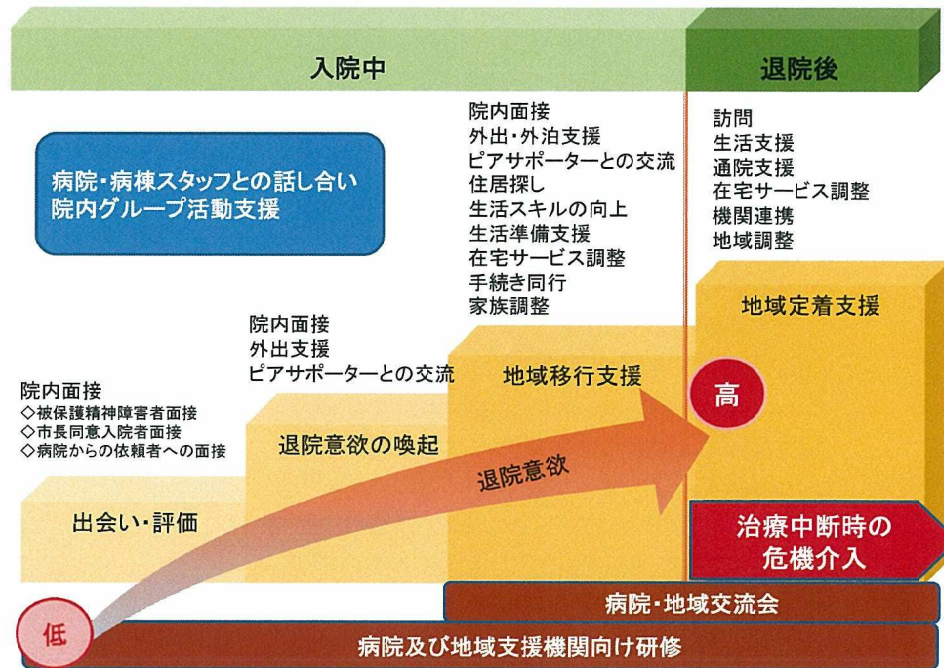 入院中
退院後
病院・病棟スタッフとの話し合い
院内グループ活動支援
院内面接
外出・外泊支援
ピアサポーターとの交流
住居探し
生活スキルの向上
生活準備支援
在宅サービス調整
手続き同行
家族調整
訪問
生活支援
通院支援
在宅サービス調整
機関連携
地域調整
院内面接
外出支援
ピアサポーターとの交流
院内面接
◇被保護精神障害者面接
◇市長同意入院者面接
◇病院からの依頼者への面接
出会い・評価
退院意欲の喚起
地域移行支援
地域定着支援
高
退院意欲
低
治療中断時の
危機介入
病院・地域交流会
病院及び地域支援機関向け研修